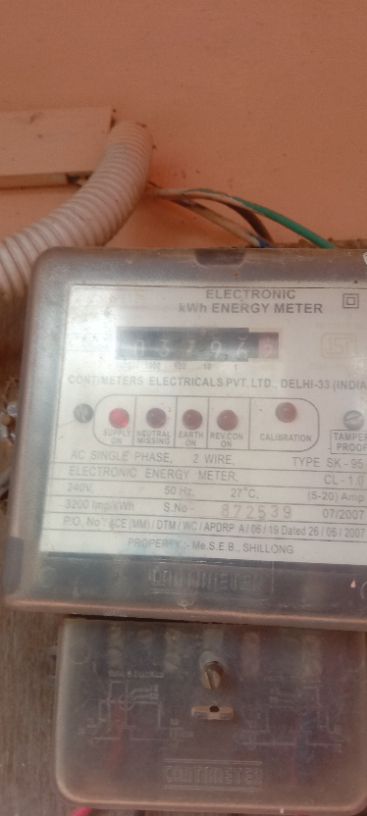 ELECTRONIC
kWh ENERGY METER
CONTIMETERS ELECTRICALS PVT. LTD., DELHI-33 (INDIA
SUPPLY ON
NEUTRAL MISSING
EARTH ON
REV.CON ON
CALIBRATION
TAMPER PROOF
AC SINGLE PHASE, 2 WIRE, TYPE SK-95
ELECTRONIC ENERGY METER, CL-1.0
240V, 50 Hz, 27°C, (5-20) Amp
3200 Imp/kWh S.No- 872539 07/2007
P.O. No. ACE (MM) / DTM / WC / APDRP A / 06 / 19 Dated 26 / 06 / 2007
PROPERTY :- Me.S.E.B., SHILLONG
CONTIMETER
CONTIMETER